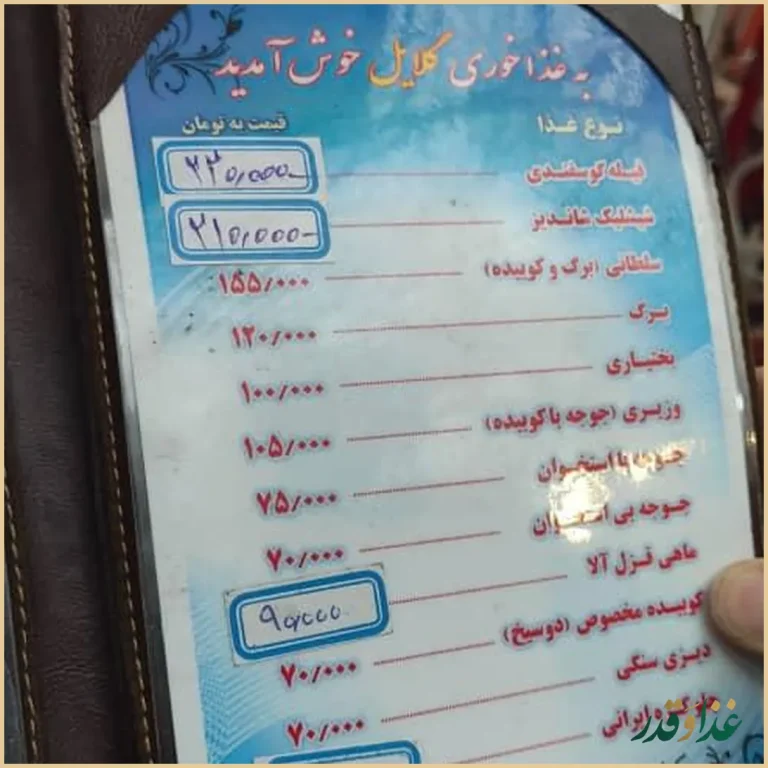 به غذاخوری گلایل خوش آمدید
نوع غذا قیمت به تومان
فیله گوسفندی ۲۲۰,۰۰۰-
شیشلیک شاندیز ۲۱۰,۰۰۰-
سلطانی (برگ و کوبیده) ۱۵۵/۰۰۰
برگ ۱۲۰/۰۰۰
بختیاری ۱۰۰/۰۰۰
وزیری (جوجه با کوبیده) ۱۰۵/۰۰۰
جوجه با استخوان ۷۵/۰۰۰
جوجه بی استخوان ۷۰/۰۰۰
ماهی قزل آلا ۹۰,۰۰۰
کوبیده مخصوص (دوسیخ) ۷۰/۰۰۰
دیزی سنگی ۷۰/۰۰۰
ایرانی
غذا و قدر